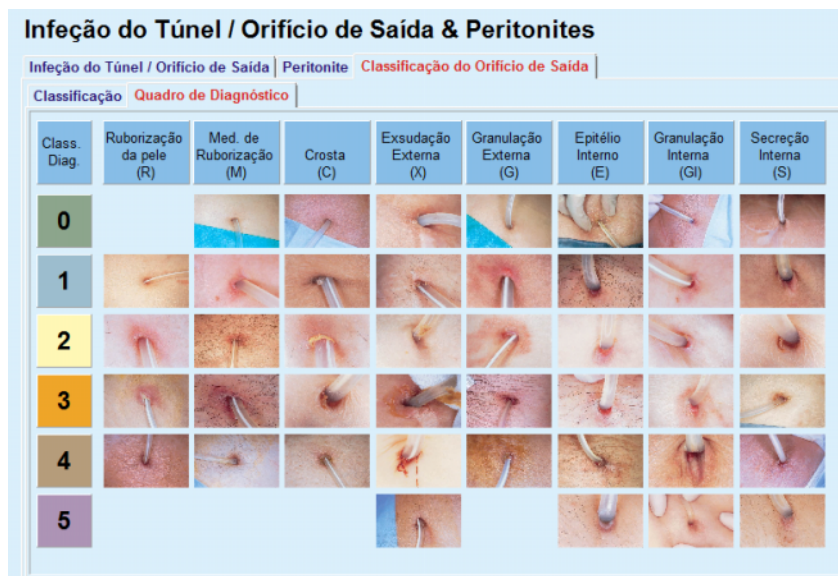 Infeção do Túnel / Orifício de Saída & Peritonites
Infeção do Túnel / Orifício de Saída Peritonite Classificação do Orifício de Saída
Classificação Quadro de Diagnóstico
Class.
Diag.
Ruborização
da pele
(R)
Med. de
Ruborização
(M)
Crosta
(C)
Exsudação
Externa
(X)
Granulação
Externa
(G)
Epitélio
Interno
(E)
Granulação
Interna
(GI)
Secreção
Interna
(S)
0
1
2
3
4
5